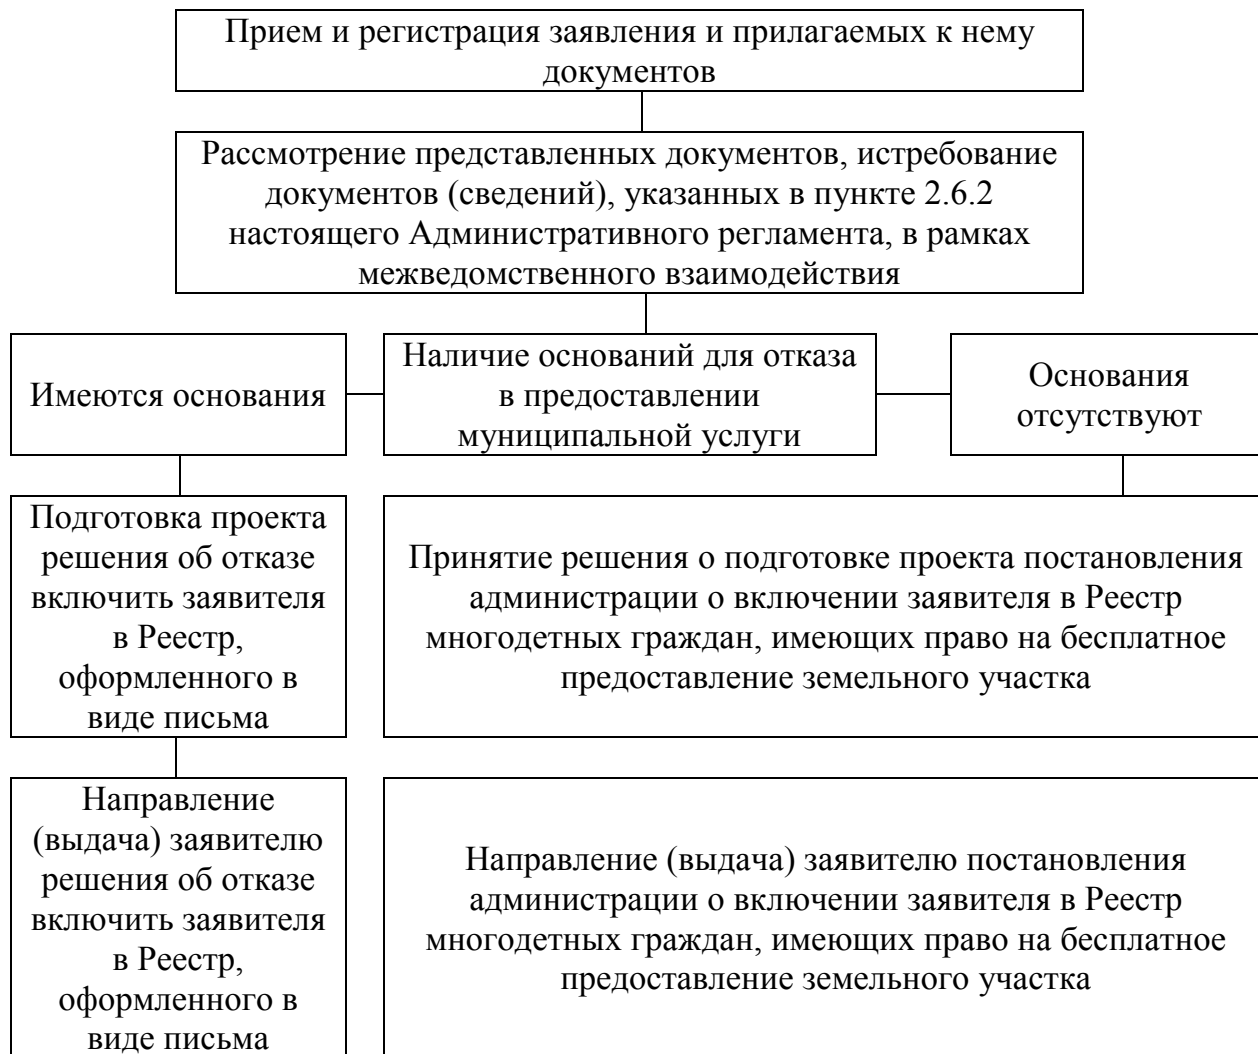 Прием и регистрация заявления и прилагаемых к нему
документов
Рассмотрение представленных документов, истребование
документов (сведений), указанных в пункте 2.6.2
настоящего Административного регламента, в рамках
межведомственного взаимодействия
Имеются основания
Наличие оснований для отказа
в предоставлении
муниципальной услуги
Основания
отсутствуют
Подготовка проекта
решения об отказе
включить заявителя
в Реестр,
оформленного в
виде письма
Принятие решения о подготовке проекта постановления
администрации о включении заявителя в Реестр
многодетных граждан, имеющих право на бесплатное
предоставление земельного участка
Направление
(выдача) заявителю
решения об отказе
включить заявителя
в Реестр,
оформленного в
виде письма
Направление (выдача) заявителю постановления
администрации о включении заявителя в Реестр
многодетных граждан, имеющих право на бесплатное
предоставление земельного участка